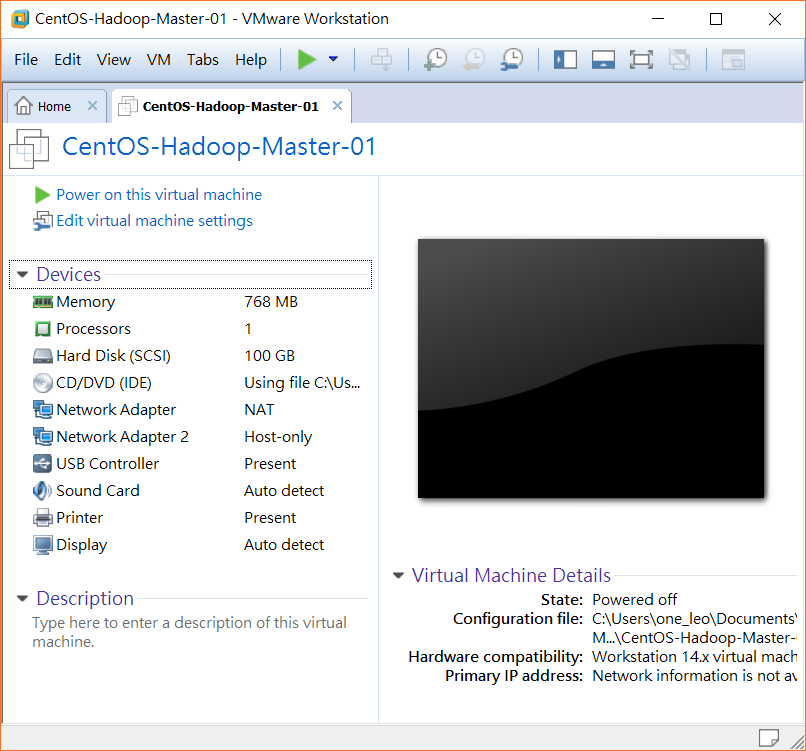 CentOS-Hadoop-Master-01 - VMware Workstation
File Edit View VM Tabs Help
Home CentOS-Hadoop-Master-01
CentOS-Hadoop-Master-01
Power on this virtual machine
Edit virtual machine settings
Devices
Memory 768 MB
Processors 1
Hard Disk (SCSI) 100 GB
CD/DVD (IDE) Using file C:\Us...
Network Adapter NAT
Network Adapter 2 Host-only
USB Controller Present
Sound Card Auto detect
Printer Present
Display Auto detect
Description
Type here to enter a description of this virtual
machine.
Virtual Machine Details
State: Powered off
Configuration file: C:\Users\one_leo\Documents\
M...\CentOS-Hadoop-Master-
Hardware compatibility: Workstation 14.x virtual mach
Primary IP address: Network information is not av